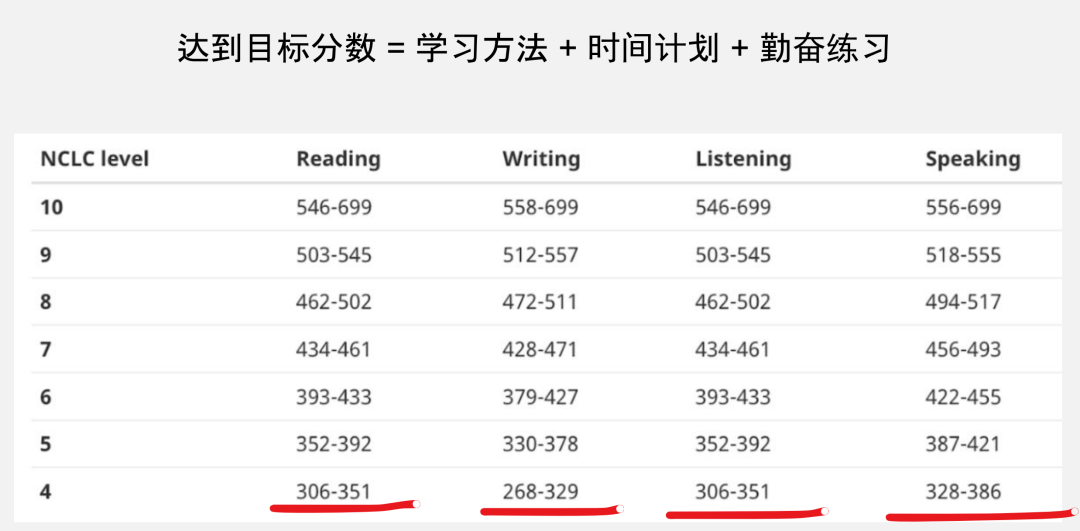 达到目标分数 = 学习方法 + 时间计划 + 勤奋练习
NCLC level Reading Writing Listening Speaking
10 546-699 558-699 546-699 556-699
9 503-545 512-557 503-545 518-555
8 462-502 472-511 462-502 494-517
7 434-461 428-471 434-461 456-493
6 393-433 379-427 393-433 422-455
5 352-392 330-378 352-392 387-421
4 306-351 268-329 306-351 328-386